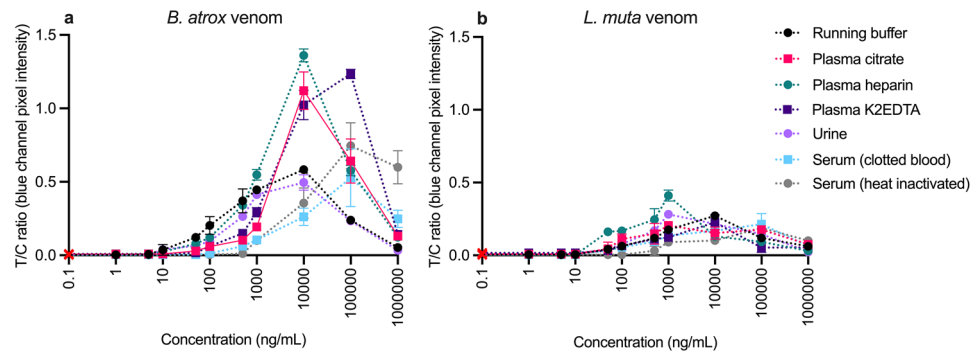 a B. atrox venom
b L. muta venom
T/C ratio (blue channel pixel intensity)
1.5
1.0
0.5
0.0
0.1
1
10
100
1000
10000
100000
1000000
Concentration (ng/mL)
T/C ratio (blue channel pixel intensity)
1.5
1.0
0.5
0.0
0.1
1
10
100
1000
10000
100000
1000000
Concentration (ng/mL)
Running buffer
Plasma citrate
Plasma heparin
Plasma K2EDTA
Urine
Serum (clotted blood)
Serum (heat inactivated)